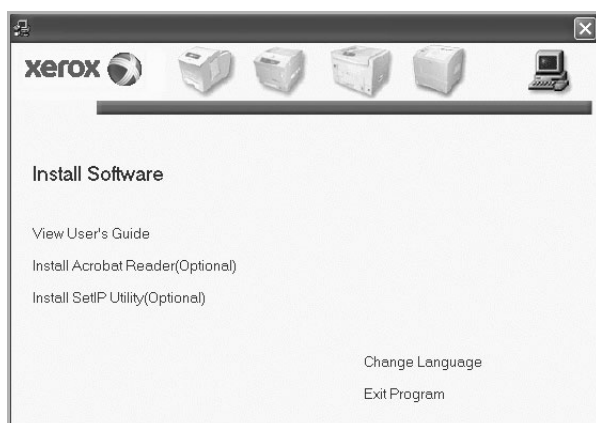 xerox
Install Software
View User's Guide
Install Acrobat Reader(Optional)
Install SetIP Utility(Optional)
Change Language
Exit Program